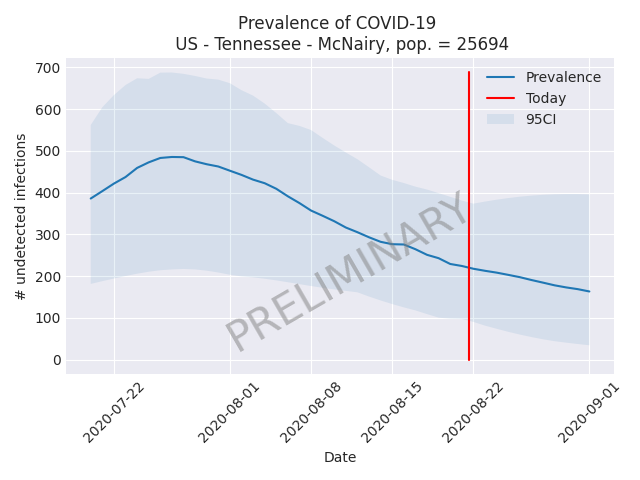 Prevalence of COVID-19
US - Tennessee - McNairy, pop. = 25694
700
600
500
400
300
200
100
0
# undetected infections
Prevalence
Today
95CI
PRELIMINARY
2020-07-22
2020-08-01
2020-08-08
2020-08-15
2020-08-22
2020-09-01
Date